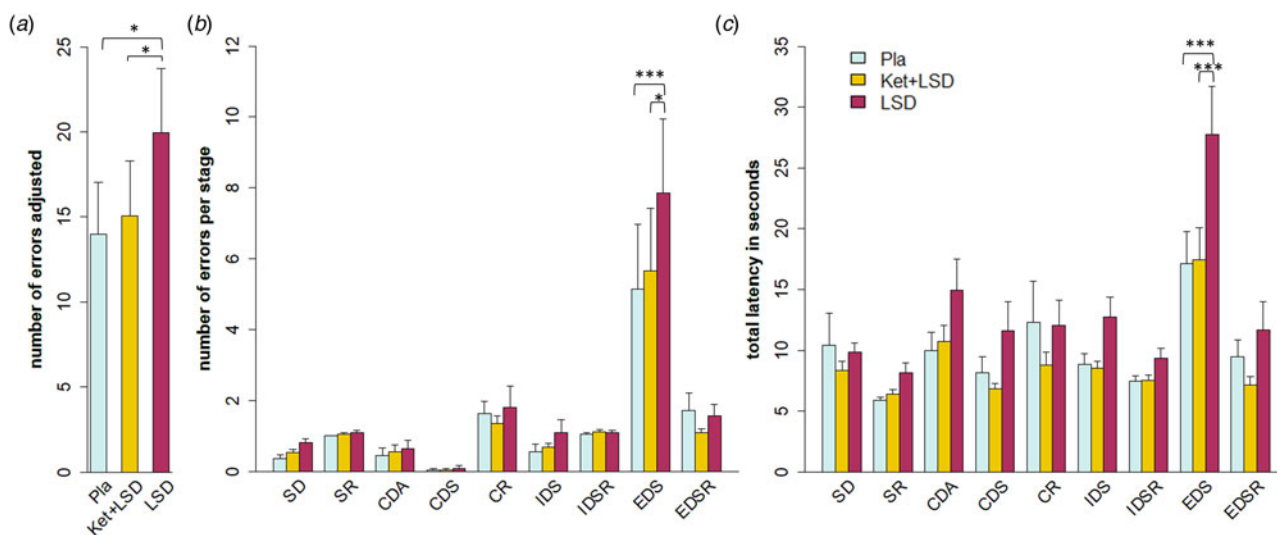 (a)
number of errors adjusted
25
20
15
10
5
0
*
*
Pla
Ket+LSD
LSD
(b)
number of errors per stage
12
10
8
6
4
2
0
***
*
SD
SR
CDA
CDS
CR
IDS
IDSR
EDS
EDSR
(c)
total latency in seconds
35
30
25
20
15
10
5
0
Pla
Ket+LSD
LSD
***
***
SD
SR
CDA
CDS
CR
IDS
IDSR
EDS
EDSR